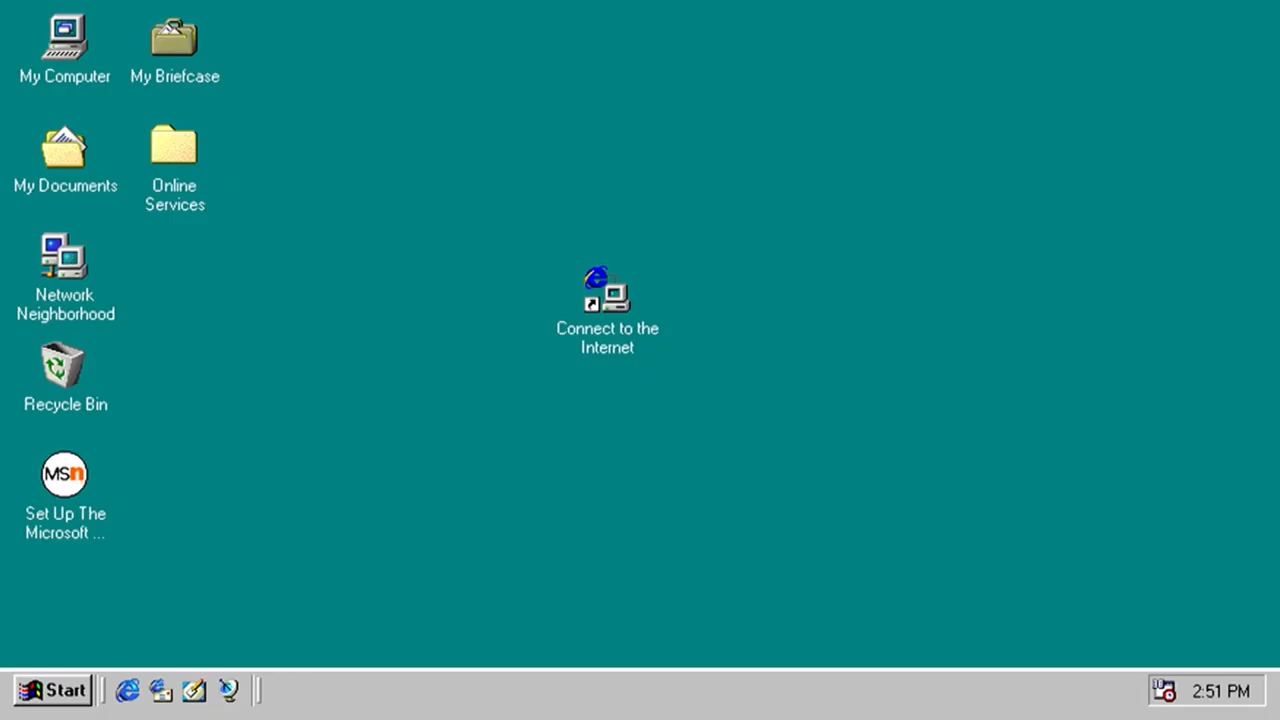 My Computer
My Briefcase
My Documents
Online
Services
Network
Neighborhood
Connect to the
Internet
Recycle Bin
MSn
Set Up The
Microsoft ...
Start
2:51 PM